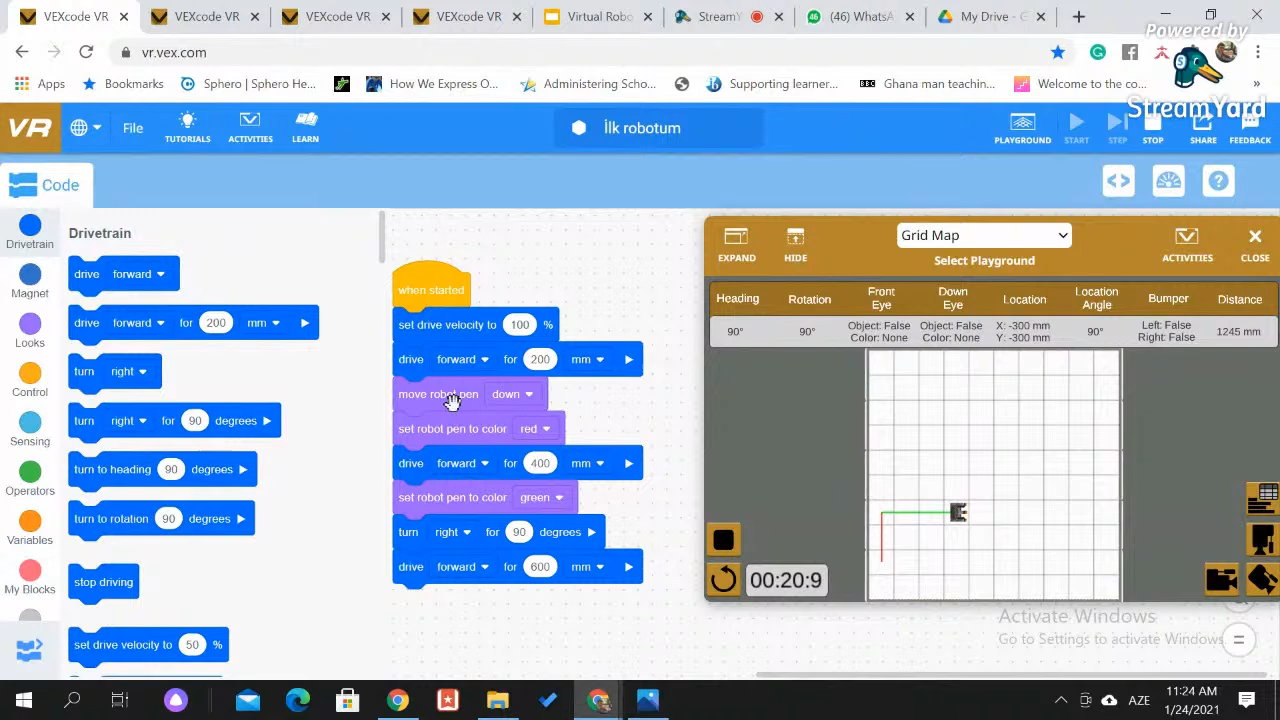 VEXcode VR
VEXcode VR
VEXcode VR
VEXcode VR
Virtual Robo
StreamY
(46) WhatsA
My Drive - G
Powered by
vr.vex.com
Apps
Bookmarks
Sphero | Sphero He...
How We Express O...
Administering Scho...
Supporting learner...
BBC
Ghana man teachin...
Welcome to the co...
»
StreamYard
VR
File
TUTORIALS
ACTIVITIES
LEARN
İlk robotum
PLAYGROUND
START
STEP
STOP
SHARE
FEEDBACK
Code
Drivetrain
Magnet
Looks
Control
Sensing
Operators
Variables
My Blocks
Drivetrain
drive forward
drive forward for 200 mm
turn right
turn right for 90 degrees
turn to heading 90 degrees
turn to rotation 90 degrees
stop driving
set drive velocity to 50 %
when started
set drive velocity to 100 %
drive forward for 200 mm
move robot pen down
set robot pen to color red
drive forward for 400 mm
set robot pen to color green
turn right for 90 degrees
drive forward for 600 mm
EXPAND
HIDE
Grid Map
Select Playground
ACTIVITIES
CLOSE
Heading
Rotation
Front
Eye
Down
Eye
Location
Location
Angle
Bumper
Distance
90°
90°
Object: False
Color: None
Object: False
Color: None
X: -300 mm
Y: -300 mm
90°
Left: False
Right: False
1245 mm
00:20:9
Activate Windows
Go to Settings to activate Windows.
AZE
11:24 AM
1/24/2021